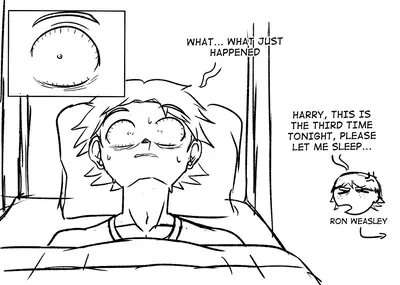 WHAT... WHAT JUST
HAPPENED
HARRY, THIS IS
THE THIRD TIME
TONIGHT, PLEASE
LET ME SLEEP...
RON WEASLEY